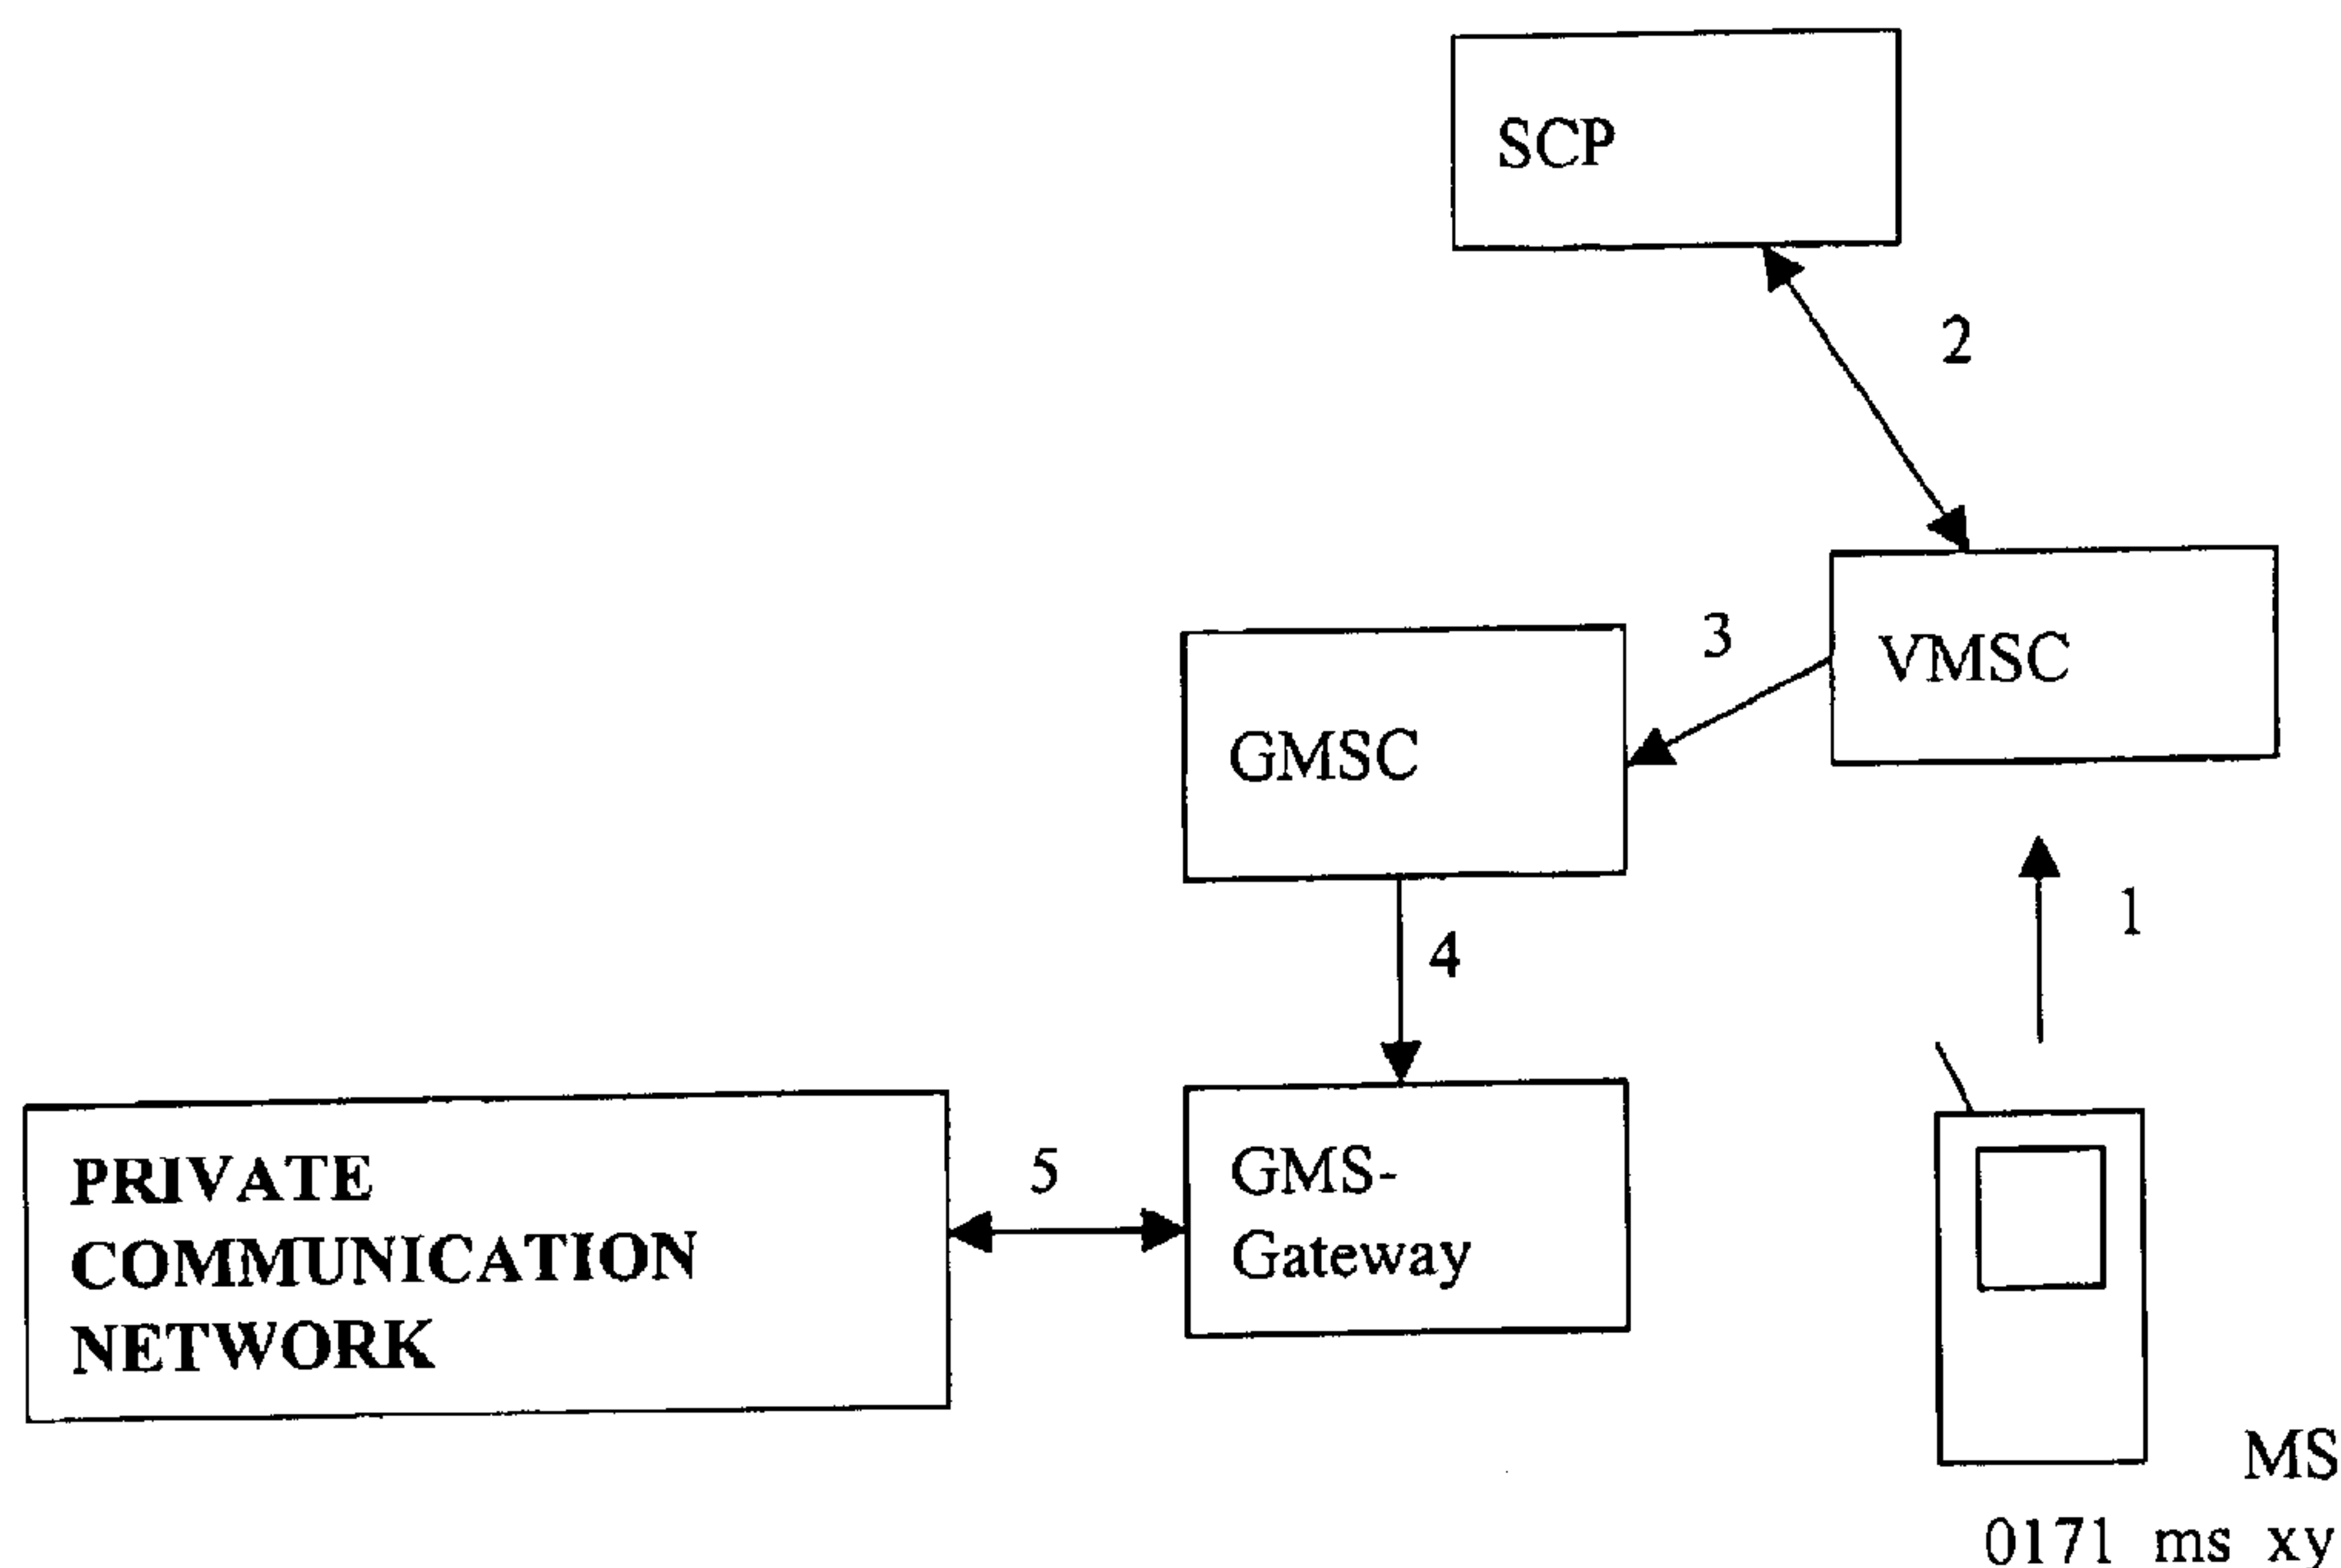 SCP
2
VMSC
3
GMSC
1
4
PRIVATE
COMMUNICATION
NETWORK
5
GMS-
Gateway
MS
0171 ms xy